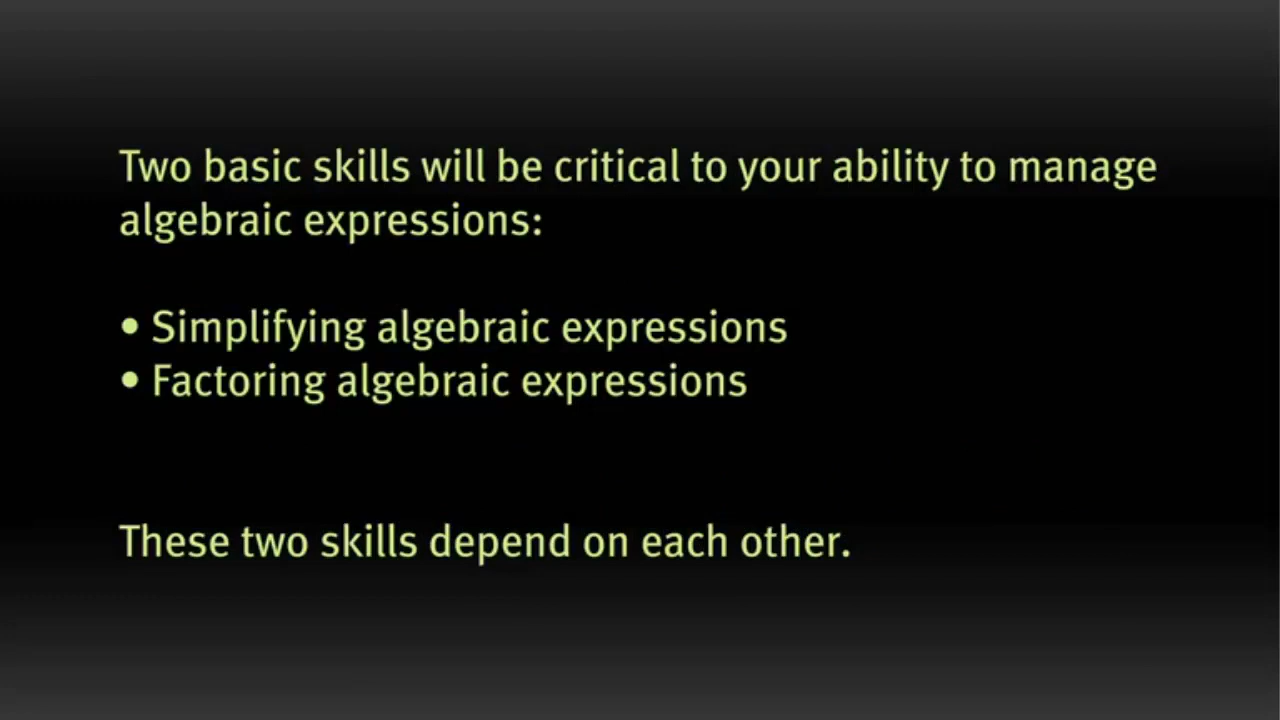 Two basic skills will be critical to your ability to manage
algebraic expressions:
• Simplifying algebraic expressions
• Factoring algebraic expressions
These two skills depend on each other.